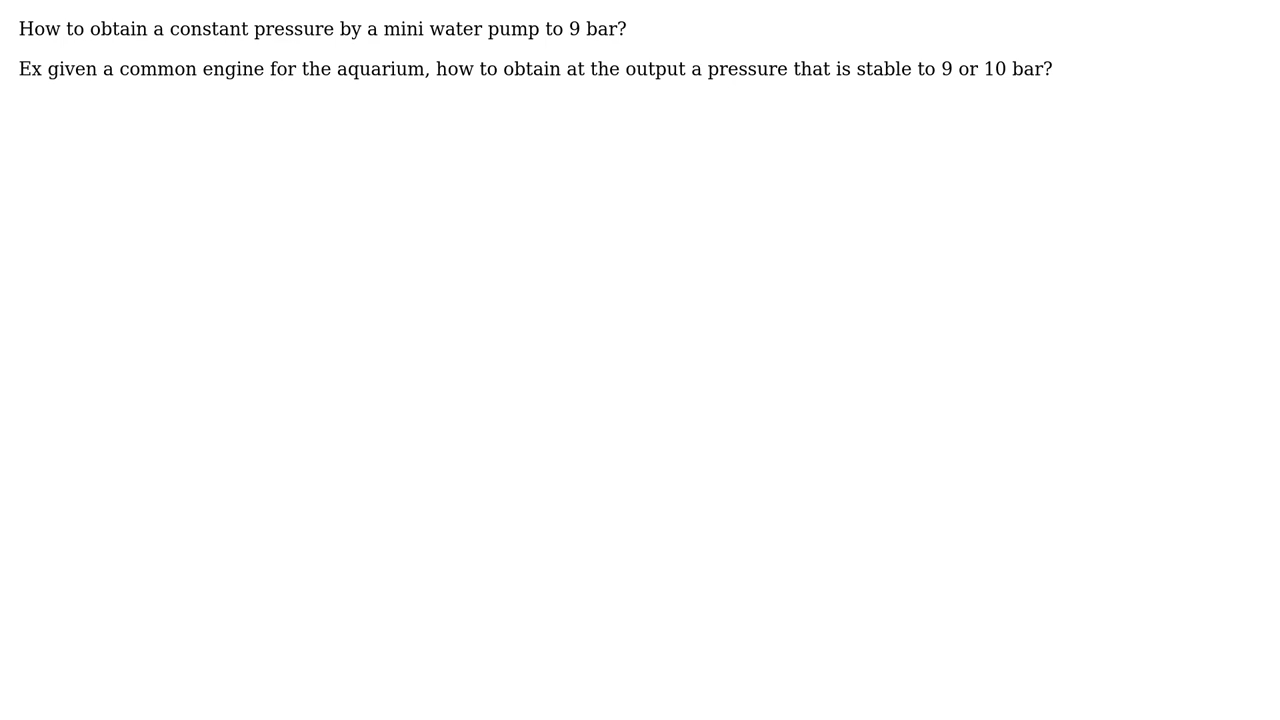 How to obtain a constant pressure by a mini water pump to 9 bar?
Ex given a common engine for the aquarium, how to obtain at the output a pressure that is stable to 9 or 10 bar?